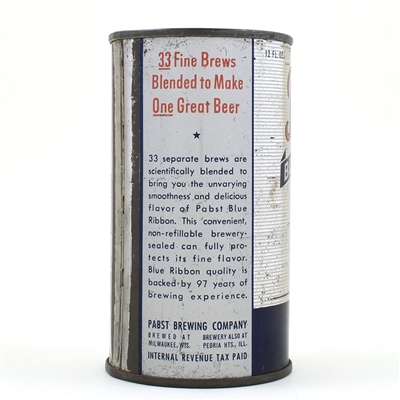 33 Fine Brews
Blended to Make
One Great Beer
33 separate brews are
scientifically blended to
bring you the unvarying
smoothness and delicious
flavor of Pabst Blue
Ribbon. This convenient,
non-refillable brewery-
sealed can fully pro-
tects its fine flavor.
Blue Ribbon quality is
backed by 97 years of
brewing experience.
PABST BREWING COMPANY
BREWED AT BREWERY ALSO AT
MILWAUKEE, WIS. PEORIA HTS., ILL.
INTERNAL REVENUE TAX PAID
12 FL. OZ.